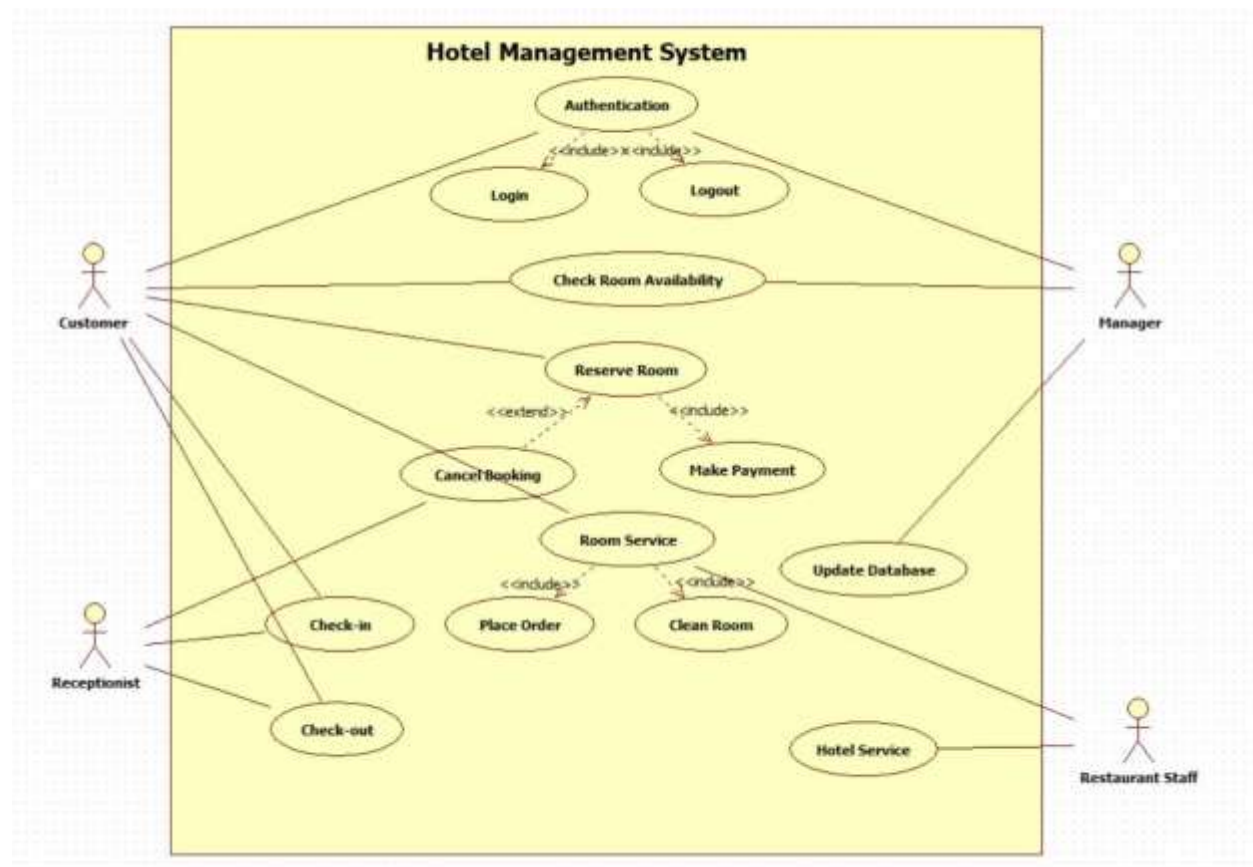 Hotel Management System
Authentication
<<include>
<<include>>
Login
Logout
Check Room Availability
Customer
Manager
Reserve Room
<<extend>>
<<include>>
Cancel Booking
Make Payment
Room Service
Update Database
<<include>>
<<include>>
Check-in
Place Order
Clean Room
Receptionist
Check-out
Hotel Service
Restaurant Staff